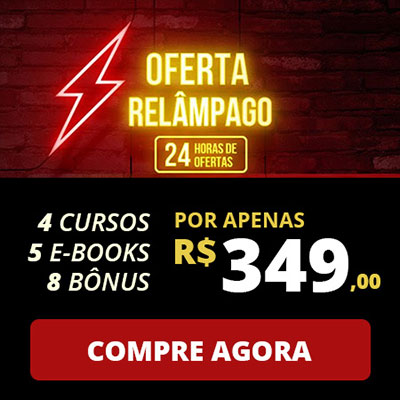 OFERTA
RELÂMPAGO
24 HORAS DE
OFERTAS
4 CURSOS
5 E-BOOKS
8 BÔNUS
POR APENAS
R$ 349,00
COMPRE AGORA